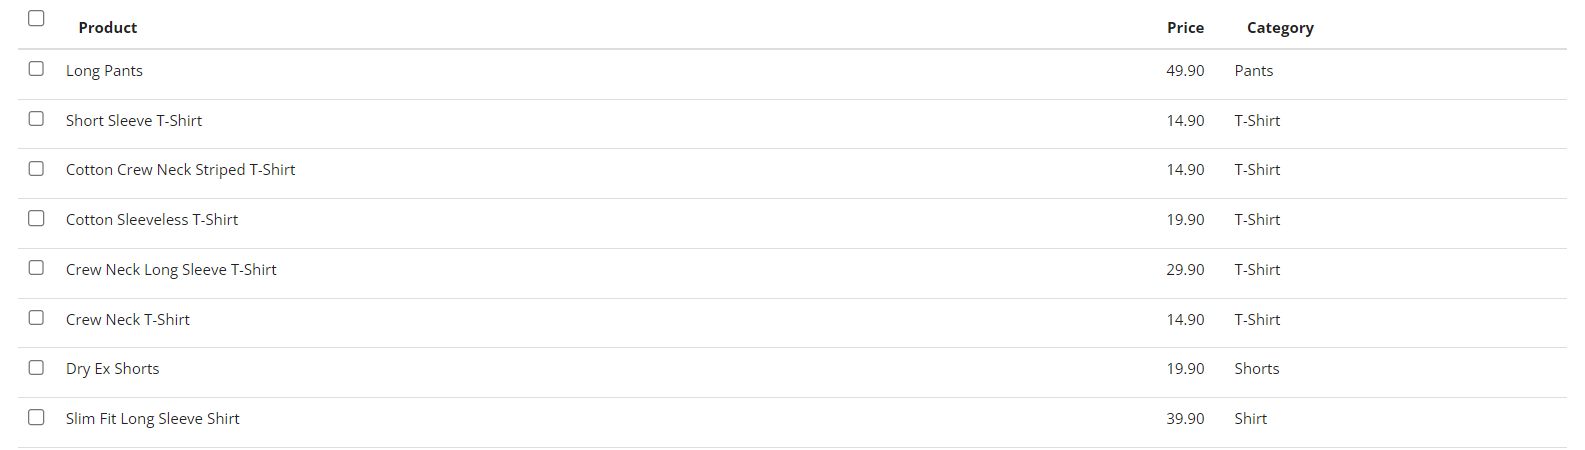 Product Price Category
Long Pants 49.90 Pants
Short Sleeve T-Shirt 14.90 T-Shirt
Cotton Crew Neck Striped T-Shirt 14.90 T-Shirt
Cotton Sleeveless T-Shirt 19.90 T-Shirt
Crew Neck Long Sleeve T-Shirt 29.90 T-Shirt
Crew Neck T-Shirt 14.90 T-Shirt
Dry Ex Shorts 19.90 Shorts
Slim Fit Long Sleeve Shirt 39.90 Shirt